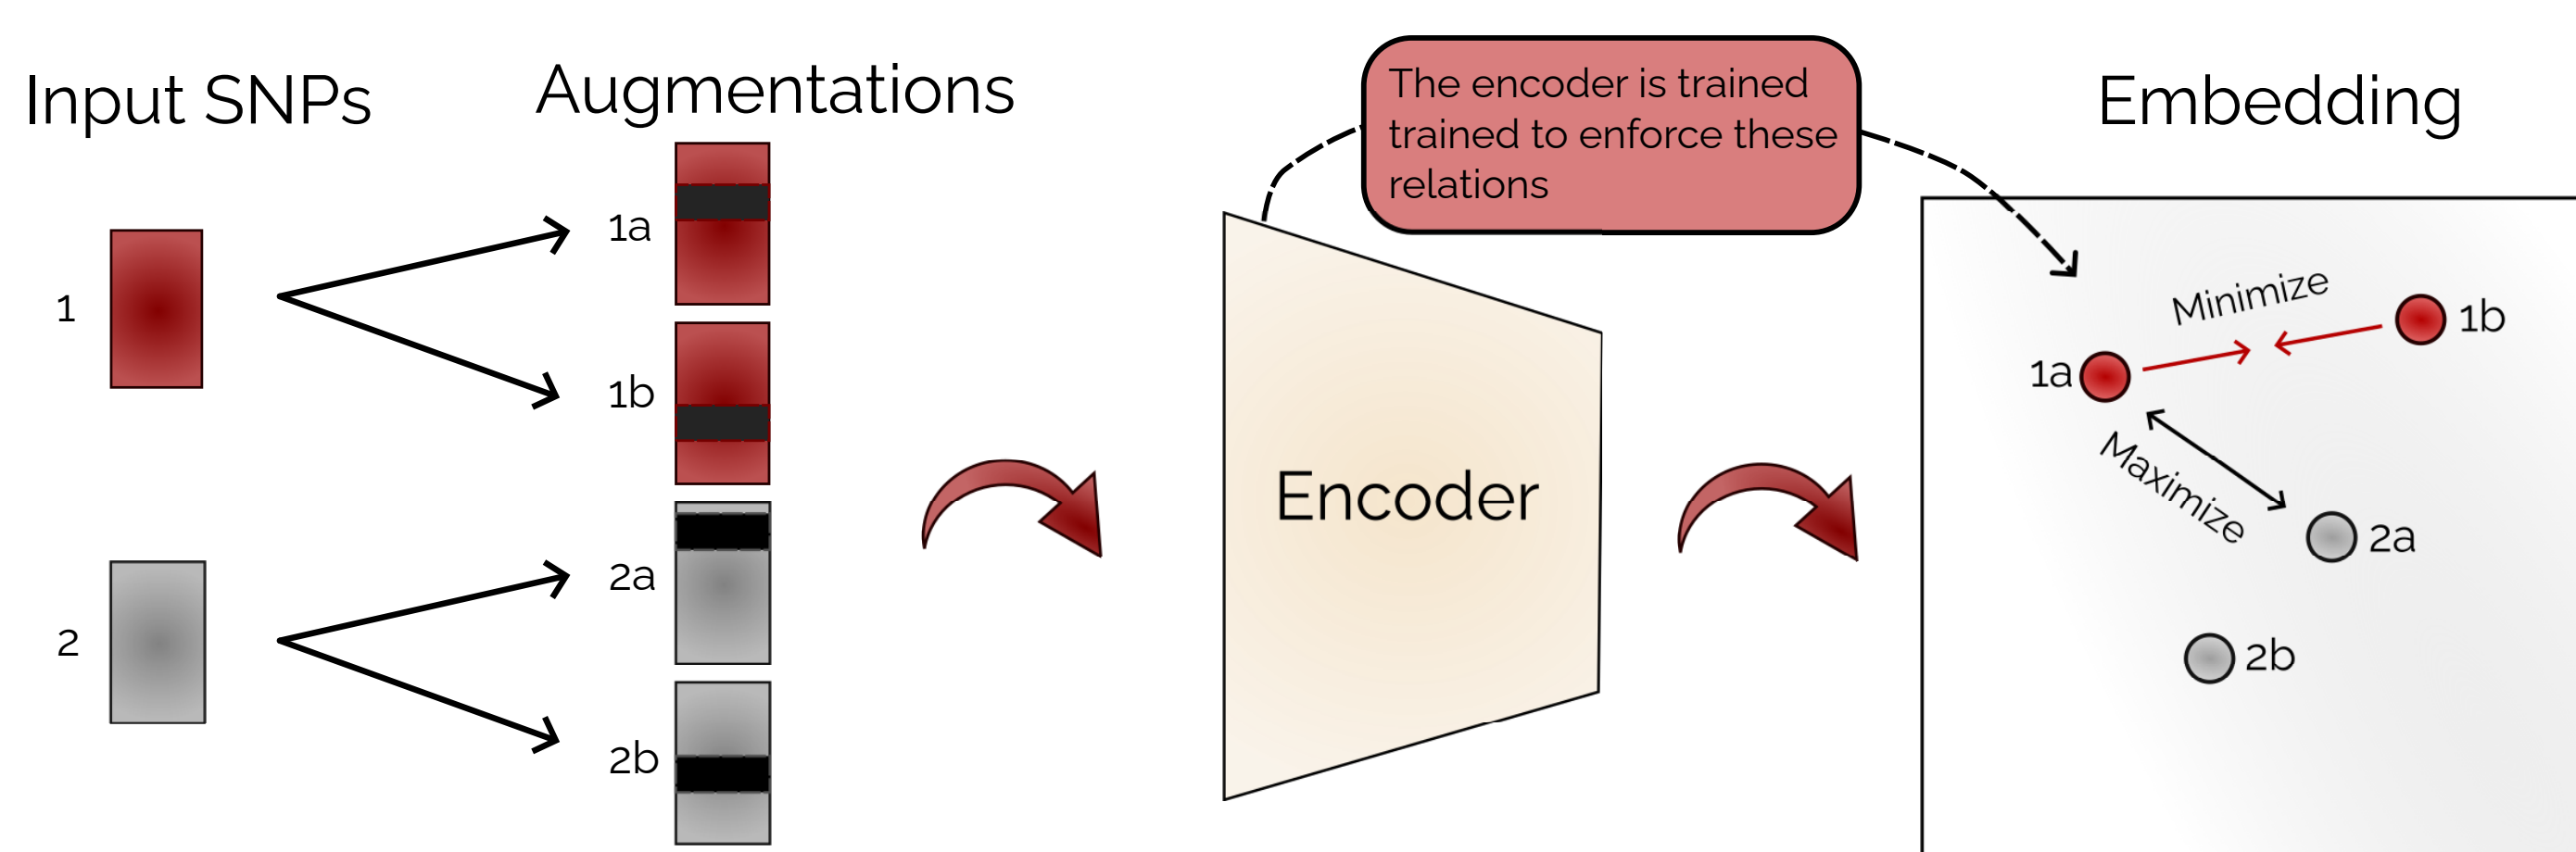 Input SNPs
Augmentations
Embedding
The encoder is trained
trained to enforce these
relations
1
2
1a
1b
2a
2b
Encoder
Minimize
1b
1a
Maximize
2a
2b